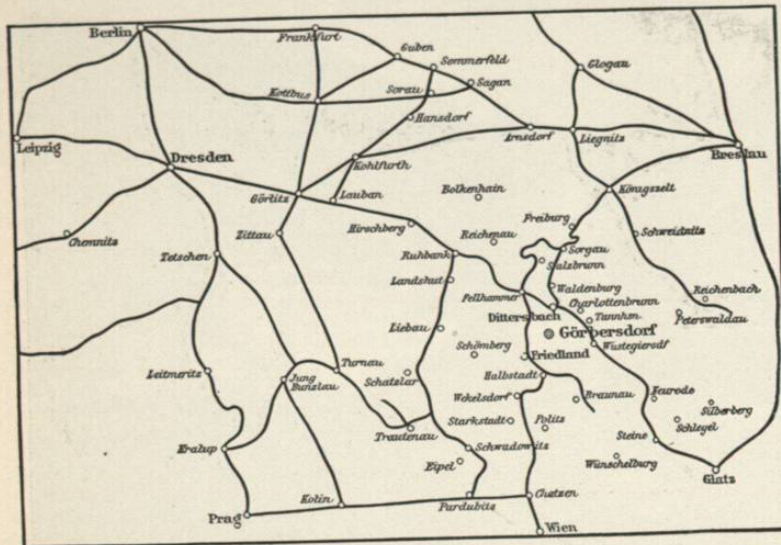 Berlin
Frankfurt
Guben
Sommerfeld
Glogau
Kottbus
Sorau
Sagan
Hansdorf
Leipzig
Dresden
Arnsdorf
Liegnitz
Breslau
Kohlfurth
Görlitz
Lauban
Bolkenhain
Königszelt
Chemnitz
Zittau
Hirschberg
Reichenau
Freiburg
Schweidnitz
Tetschen
Ruhbank
Sorgau
Salzbrunn
Landshut
Fellhammer
Waldenburg
Reichenbach
Charlottenbrunn
Dittersbach
Tannhsn
Peterswaldau
Liebau
Görbersdorf
Wüstegiersdf
Schömberg
Friedland
Leitmeritz
Jung
Bunzlau
Turnau
Schatzlar
Halbstadt
Wekelsdorf
Braunau
Neurode
Silberberg
Trautenau
Starkstadt
Politz
Schleyel
Kralup
Schwadowitz
Steine
Eipel
Wünschelburg
Glatz
Prag
Kolin
Pardubitz
Chotzen
Wien